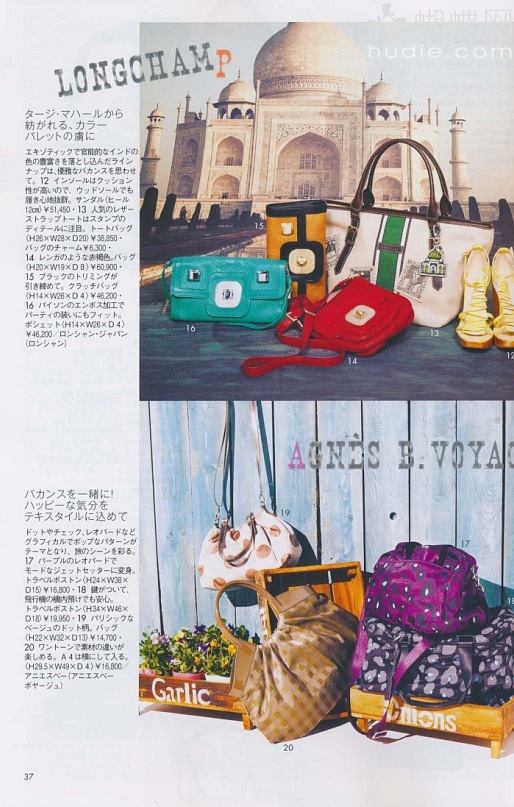 hudie.com
LONGCHAMP
タージ・マハールから
紡がれる、カラー
パレットの虜に
エキゾティックで官能的なインドの
色の豊富さを落とし込んだライン
ナップは、優雅なバカンスを思わせ
て。12 インソールはクッション
性が高いので、ウッドソールでも
履き心地抜群。サンダル〈ヒール
12cm〉¥51,450・13 人気のレザー
ストラップトートはスタンプの
ディテールに注目。トートバッグ
〈H26×W28×D20〉¥38,850・
バッグのチャーム¥6,300・
14 レンガのような赤褐色。バッグ
〈H20×W19×D8〉¥60,900・
15 ブラックのトリミングが
引き締めて。クラッチバッグ
〈H14×W26×D4〉¥46,200・
16 パイソンのエンボス加工で
パーティの装いにもフィット。
ポシェット〈H14×W26×D4〉
¥46,200/ロンシャン・ジャパン
(ロンシャン)
15
13
16
14
12
AGNÈS B. VOYAG
バカンスを一緒に!
ハッピーな気分を
テキスタイルに込めて
ドットやチェック、レオパードなど
グラフィカルでポップなパターンが
テーマとなり、旅のシーンを彩る。
17 パープルのレオパードで
モードなジェットセッターに変身。
トラベルボストン〈H24×W38×
D15〉¥16,800・18 鍵がついて、
飛行機の機内預けでも安心。
トラベルボストン〈H34×W46×
D18〉¥19,950・19 パリシックな
ベージュのドット柄。バッグ
〈H22×W32×D13〉¥14,700・
20 ワントーンで素材の違いが
楽しめる。A4は横にして入る。
〈H29.5×W49×D4〉¥16,800/
アニエスベー(アニエスベー
ボヤージュ)
19
17
18
Garlic
Onions
20
37